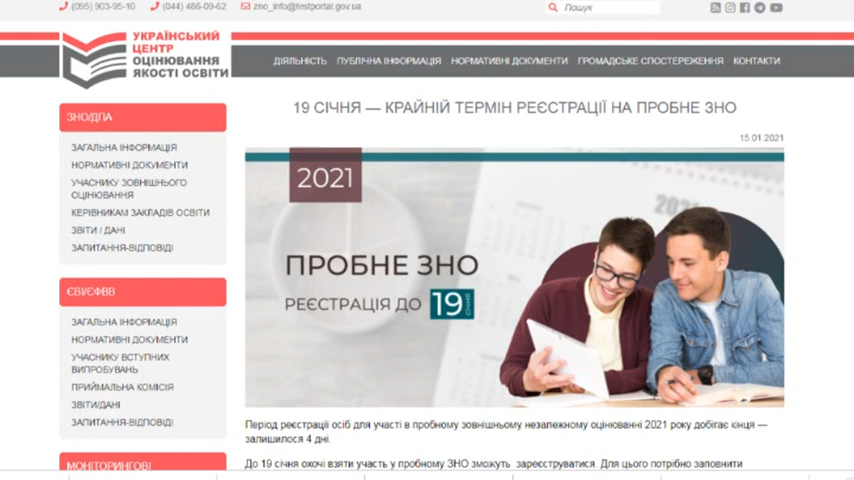 (095) 903-95-10
(044) 486-09-62
zno_info@testportal.gov.ua
Пошук
УКРАЇНСЬКИЙ
ЦЕНТР
ОЦІНЮВАННЯ
ЯКОСТІ ОСВІТИ
ДІЯЛЬНІСТЬ ПУБЛІЧНА ІНФОРМАЦІЯ НОРМАТИВНІ ДОКУМЕНТИ ГРОМАДСЬКЕ СПОСТЕРЕЖЕННЯ КОНТАКТИ
ЗНО/ДПА
ЗАГАЛЬНА ІНФОРМАЦІЯ
НОРМАТИВНІ ДОКУМЕНТИ
УЧАСНИКУ ЗОВНІШНЬОГО
ОЦІНЮВАННЯ
КЕРІВНИКАМ ЗАКЛАДІВ ОСВІТИ
ЗВІТИ / ДАНІ
ЗАПИТАННЯ-ВІДПОВІДІ
ЄВІ/ЄФВВ
ЗАГАЛЬНА ІНФОРМАЦІЯ
НОРМАТИВНІ ДОКУМЕНТИ
УЧАСНИКУ ВСТУПНИХ
ВИПРОБУВАНЬ
ПРИЙМАЛЬНА КОМІСІЯ
ЗВІТИ/ДАНІ
ЗАПИТАННЯ-ВІДПОВІДІ
МОНІТОРИНГОВІ
19 СІЧНЯ — КРАЙНІЙ ТЕРМІН РЕЄСТРАЦІЇ НА ПРОБНЕ ЗНО
15.01.2021
2021
ПРОБНЕ ЗНО
РЕЄСТРАЦІЯ ДО 19 СІЧНЯ
Період реєстрації осіб для участі в пробному зовнішньому незалежному оцінюванні 2021 року добігає кінця —
залишилося 4 дні.
До 19 січня охочі взяти участь у пробному ЗНО зможуть зареєструватися. Для цього потрібно заповнити